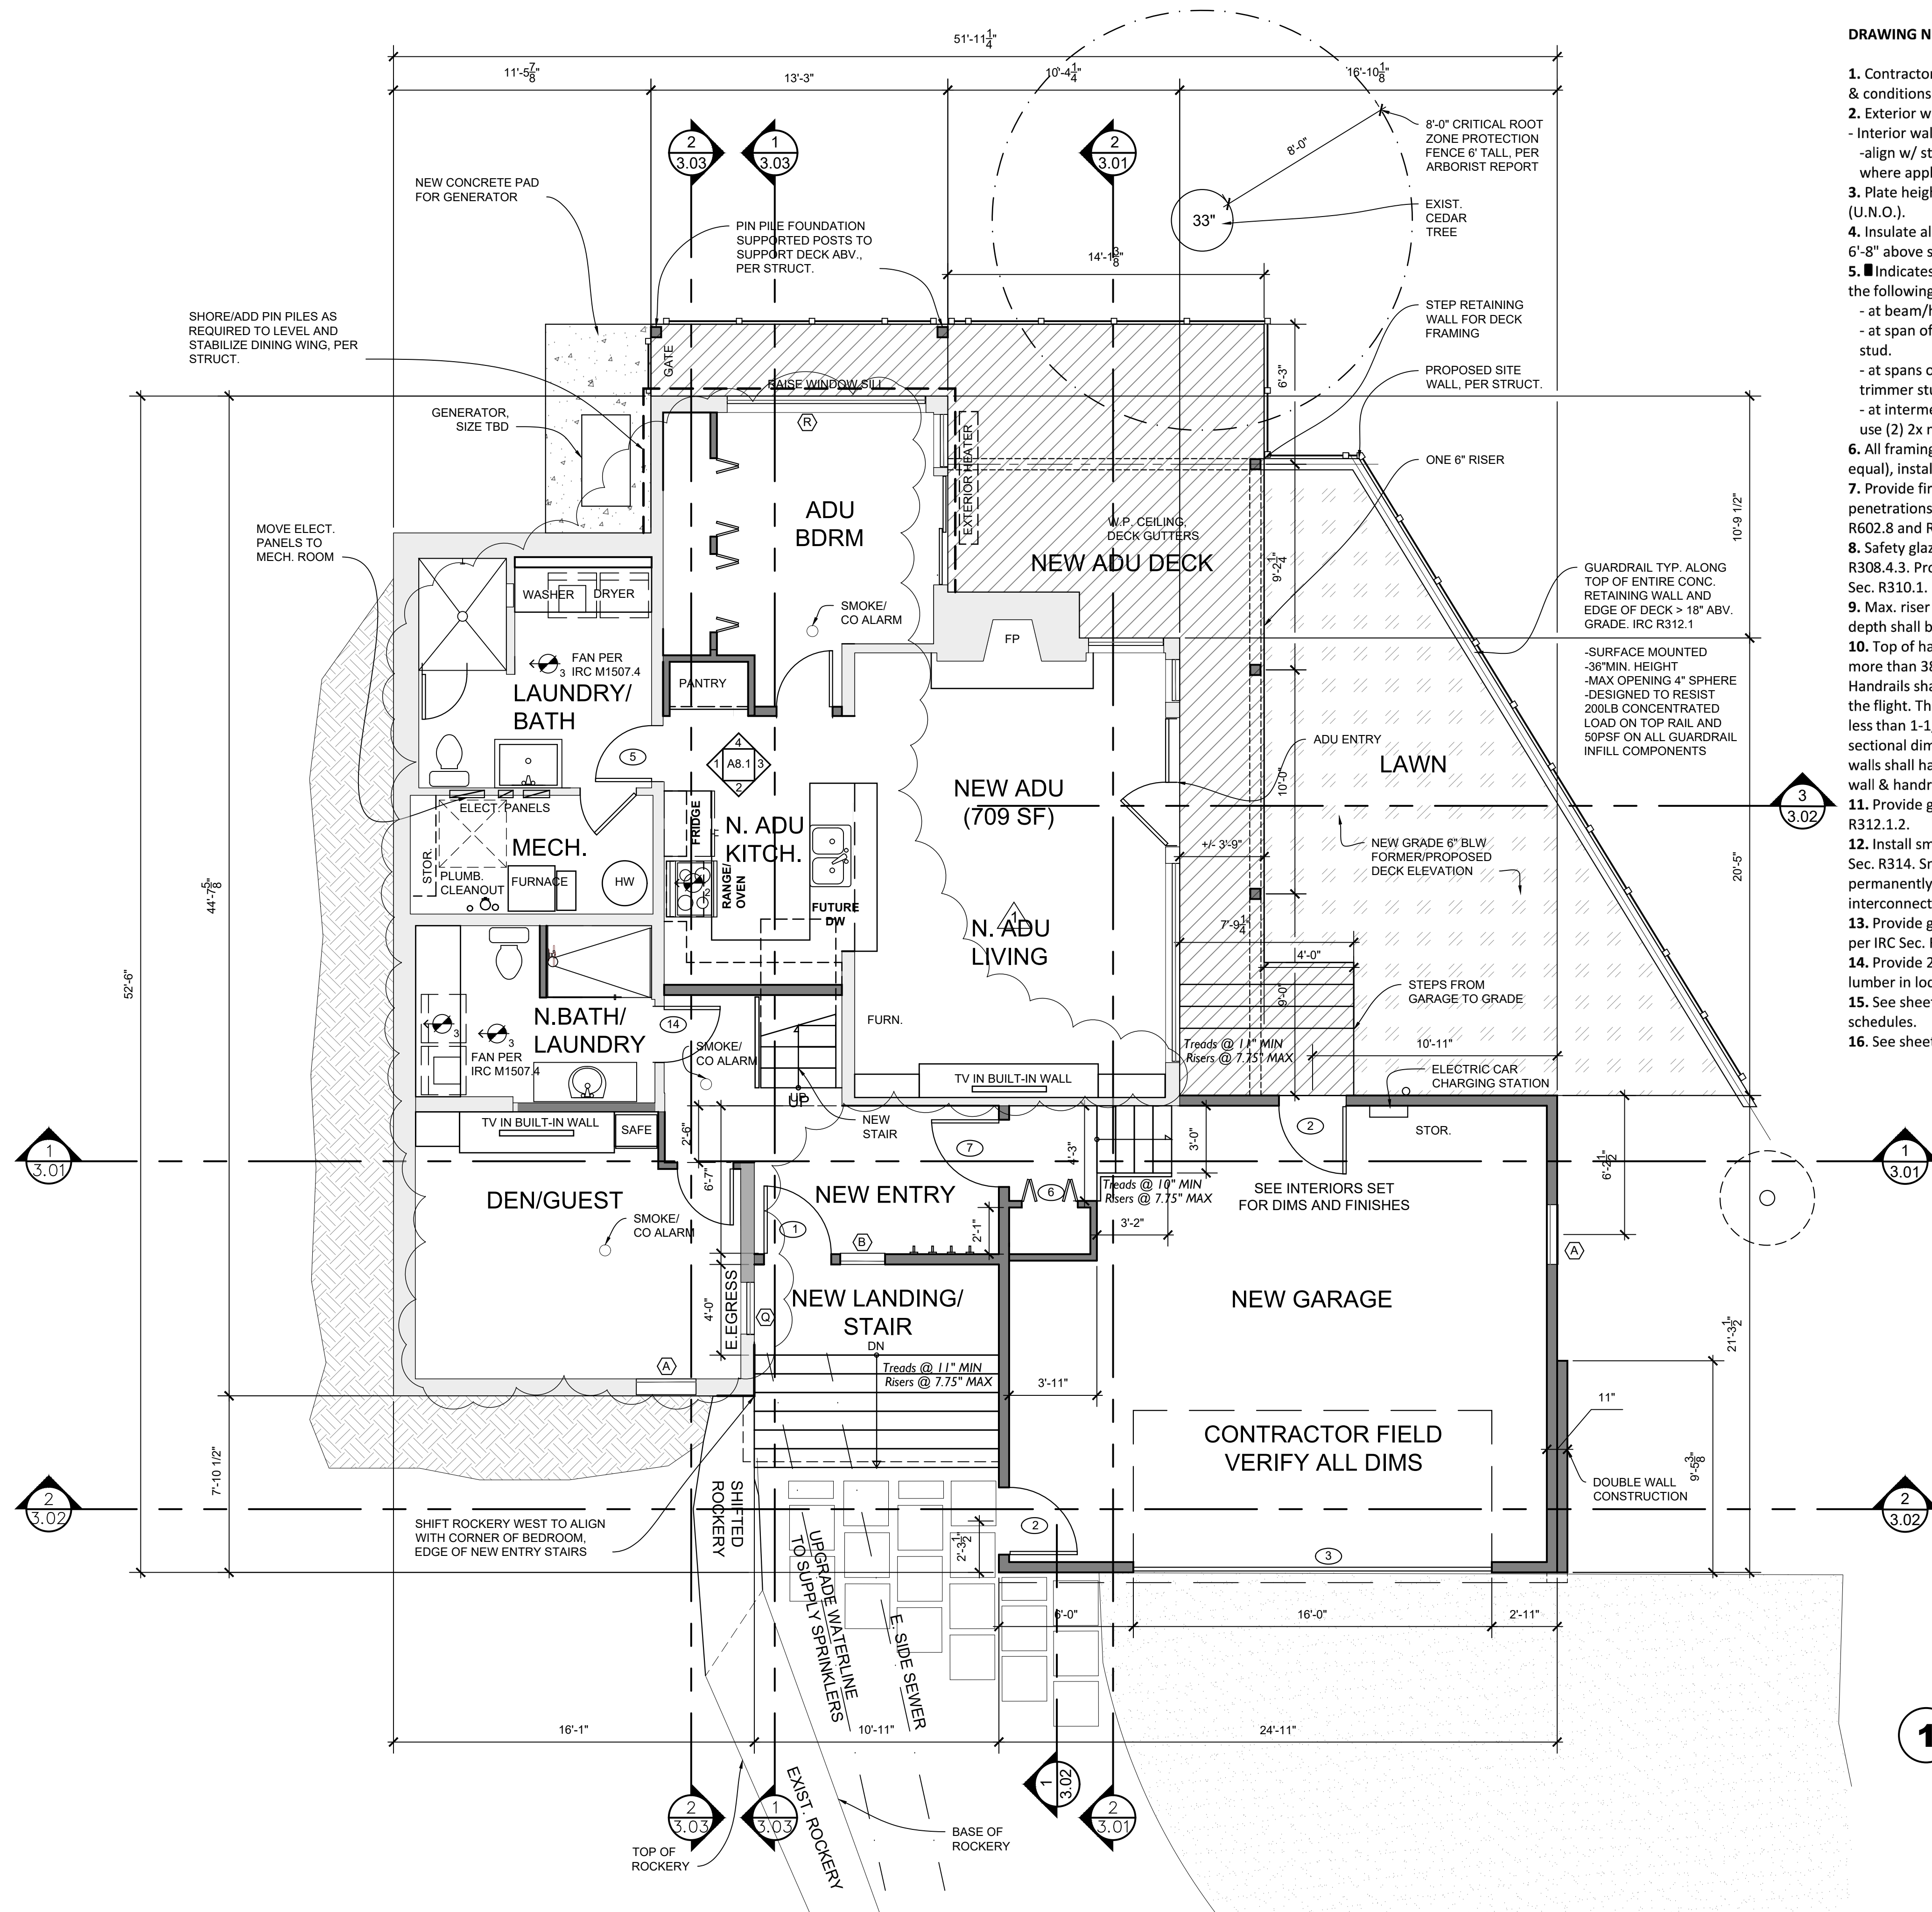 51'-11 1/4"
11'-5 7/8"
13'-3"
10'-4 1/4"
16'-10 1/8"
2
3.03
1
3.03
2
3.01
8'-0"
8'-0" CRITICAL ROOT
ZONE PROTECTION
FENCE 6' TALL, PER
ARBORIST REPORT
NEW CONCRETE PAD
FOR GENERATOR
PIN PILE FOUNDATION
SUPPORTED POSTS TO
SUPPORT DECK ABV.,
PER STRUCT.
33"
EXIST.
CEDAR
TREE
14'-1 3/8"
SHORE/ADD PIN PILES AS
REQUIRED TO LEVEL AND
STABILIZE DINING WING, PER
STRUCT.
STEP RETAINING
WALL FOR DECK
FRAMING
GATE
RAISE WINDOW SILL
6'-3"
PROPOSED SITE
WALL, PER STRUCT.
GENERATOR,
SIZE TBD
R
EXTERIOR HEATER
ONE 6" RISER
10'-9 1/2"
ADU
BDRM
W.P. CEILING,
DECK GUTTERS
NEW ADU DECK
9'-2 1/4"
MOVE ELECT.
PANELS TO
MECH. ROOM
GUARDRAIL TYP. ALONG
TOP OF ENTIRE CONC.
RETAINING WALL AND
EDGE OF DECK > 18" ABV.
GRADE. IRC R312.1
-SURFACE MOUNTED
-36"MIN. HEIGHT
-MAX OPENING 4" SPHERE
-DESIGNED TO RESIST
200LB CONCENTRATED
LOAD ON TOP RAIL AND
50PSF ON ALL GUARDRAIL
INFILL COMPONENTS
WASHER
DRYER
SMOKE/
CO ALARM
FP
3
FAN PER
IRC M1507.4
LAUNDRY/
BATH
PANTRY
5
4
1
A8.1
3
2
ADU ENTRY
LAWN
NEW ADU
(709 SF)
10'-0"
3
3.02
ELECT. PANELS
STOR.
MECH.
PLUMB.
CLEANOUT
FURNACE
HW
FRIDGE
N. ADU
KITCH.
RANGE/
OVEN
2
FUTURE
DW
+/- 3'-9"
NEW GRADE 6" BLW
FORMER/PROPOSED
DECK ELEVATION
20'-5"
44'-7 5/8"
52'-6"
1
N. ADU
LIVING
7'-9 1/4"
4'-0"
9'-0"
STEPS FROM
GARAGE TO GRADE
N.BATH/
LAUNDRY
3
3
FAN PER
IRC M1507.4
14
SMOKE/
CO ALARM
FURN.
UP
UP
Treads @ 11" MIN
Risers @ 7.75" MAX
10'-11"
ELECTRIC CAR
CHARGING STATION
TV IN BUILT-IN WALL
TV IN BUILT-IN WALL
SAFE
2'-6"
NEW
STAIR
7
4'-3"
3'-0"
2
STOR.
1
3.01
1
3.01
6'-2 1/2"
DEN/GUEST
6'-7"
NEW ENTRY
6
Treads @ 10" MIN
Risers @ 7.75" MAX
SEE INTERIORS SET
FOR DIMS AND FINISHES
3'-2"
SMOKE/
CO ALARM
1
B
2'-1"
A
4'-0"
E.EGRESS
Q
NEW LANDING/
STAIR
DN
NEW GARAGE
21'-3 1/2"
A
Treads @ 11" MIN
Risers @ 7.75" MAX
3'-11"
11"
CONTRACTOR FIELD
VERIFY ALL DIMS
7'-10 1/2"
9'-5 3/8"
DOUBLE WALL
CONSTRUCTION
2
3.02
2
3.02
SHIFTED
ROCKERY
SHIFT ROCKERY WEST TO ALIGN
WITH CORNER OF BEDROOM,
EDGE OF NEW ENTRY STAIRS
2'-3 1/2"
2
3
UPGRADE WATERLINE
TO SUPPLY SPRINKLERS
E. SIDE SEWER
6'-0"
16'-0"
2'-11"
16'-1"
10'-11"
24'-11"
EXIST. ROCKERY
2
3.03
1
3.03
1
3.02
2
3.01
TOP OF
ROCKERY
BASE OF
ROCKERY
1
DRAWING N
1. Contractor
& conditions
2. Exterior w
- Interior wal
-align w/ st
where appl
3. Plate heigh
(U.N.O.).
4. Insulate al
6'-8" above s
5. Indicates
the following
- at beam/h
- at span of
stud.
- at spans o
trimmer stu
- at interme
use (2) 2x r
6. All framing
equal), instal
7. Provide fir
penetrations
R602.8 and R
8. Safety glaz
R308.4.3. Pro
Sec. R310.1.
9. Max. riser
depth shall b
10. Top of ha
more than 38
Handrails sha
the flight. Th
less than 1-1
sectional dim
walls shall ha
wall & handr
11. Provide g
R312.1.2.
12. Install sm
Sec. R314. Sm
permanently
interconnect
13. Provide g
per IRC Sec. R
14. Provide 2
lumber in loc
15. See sheet
schedules.
16. See sheet